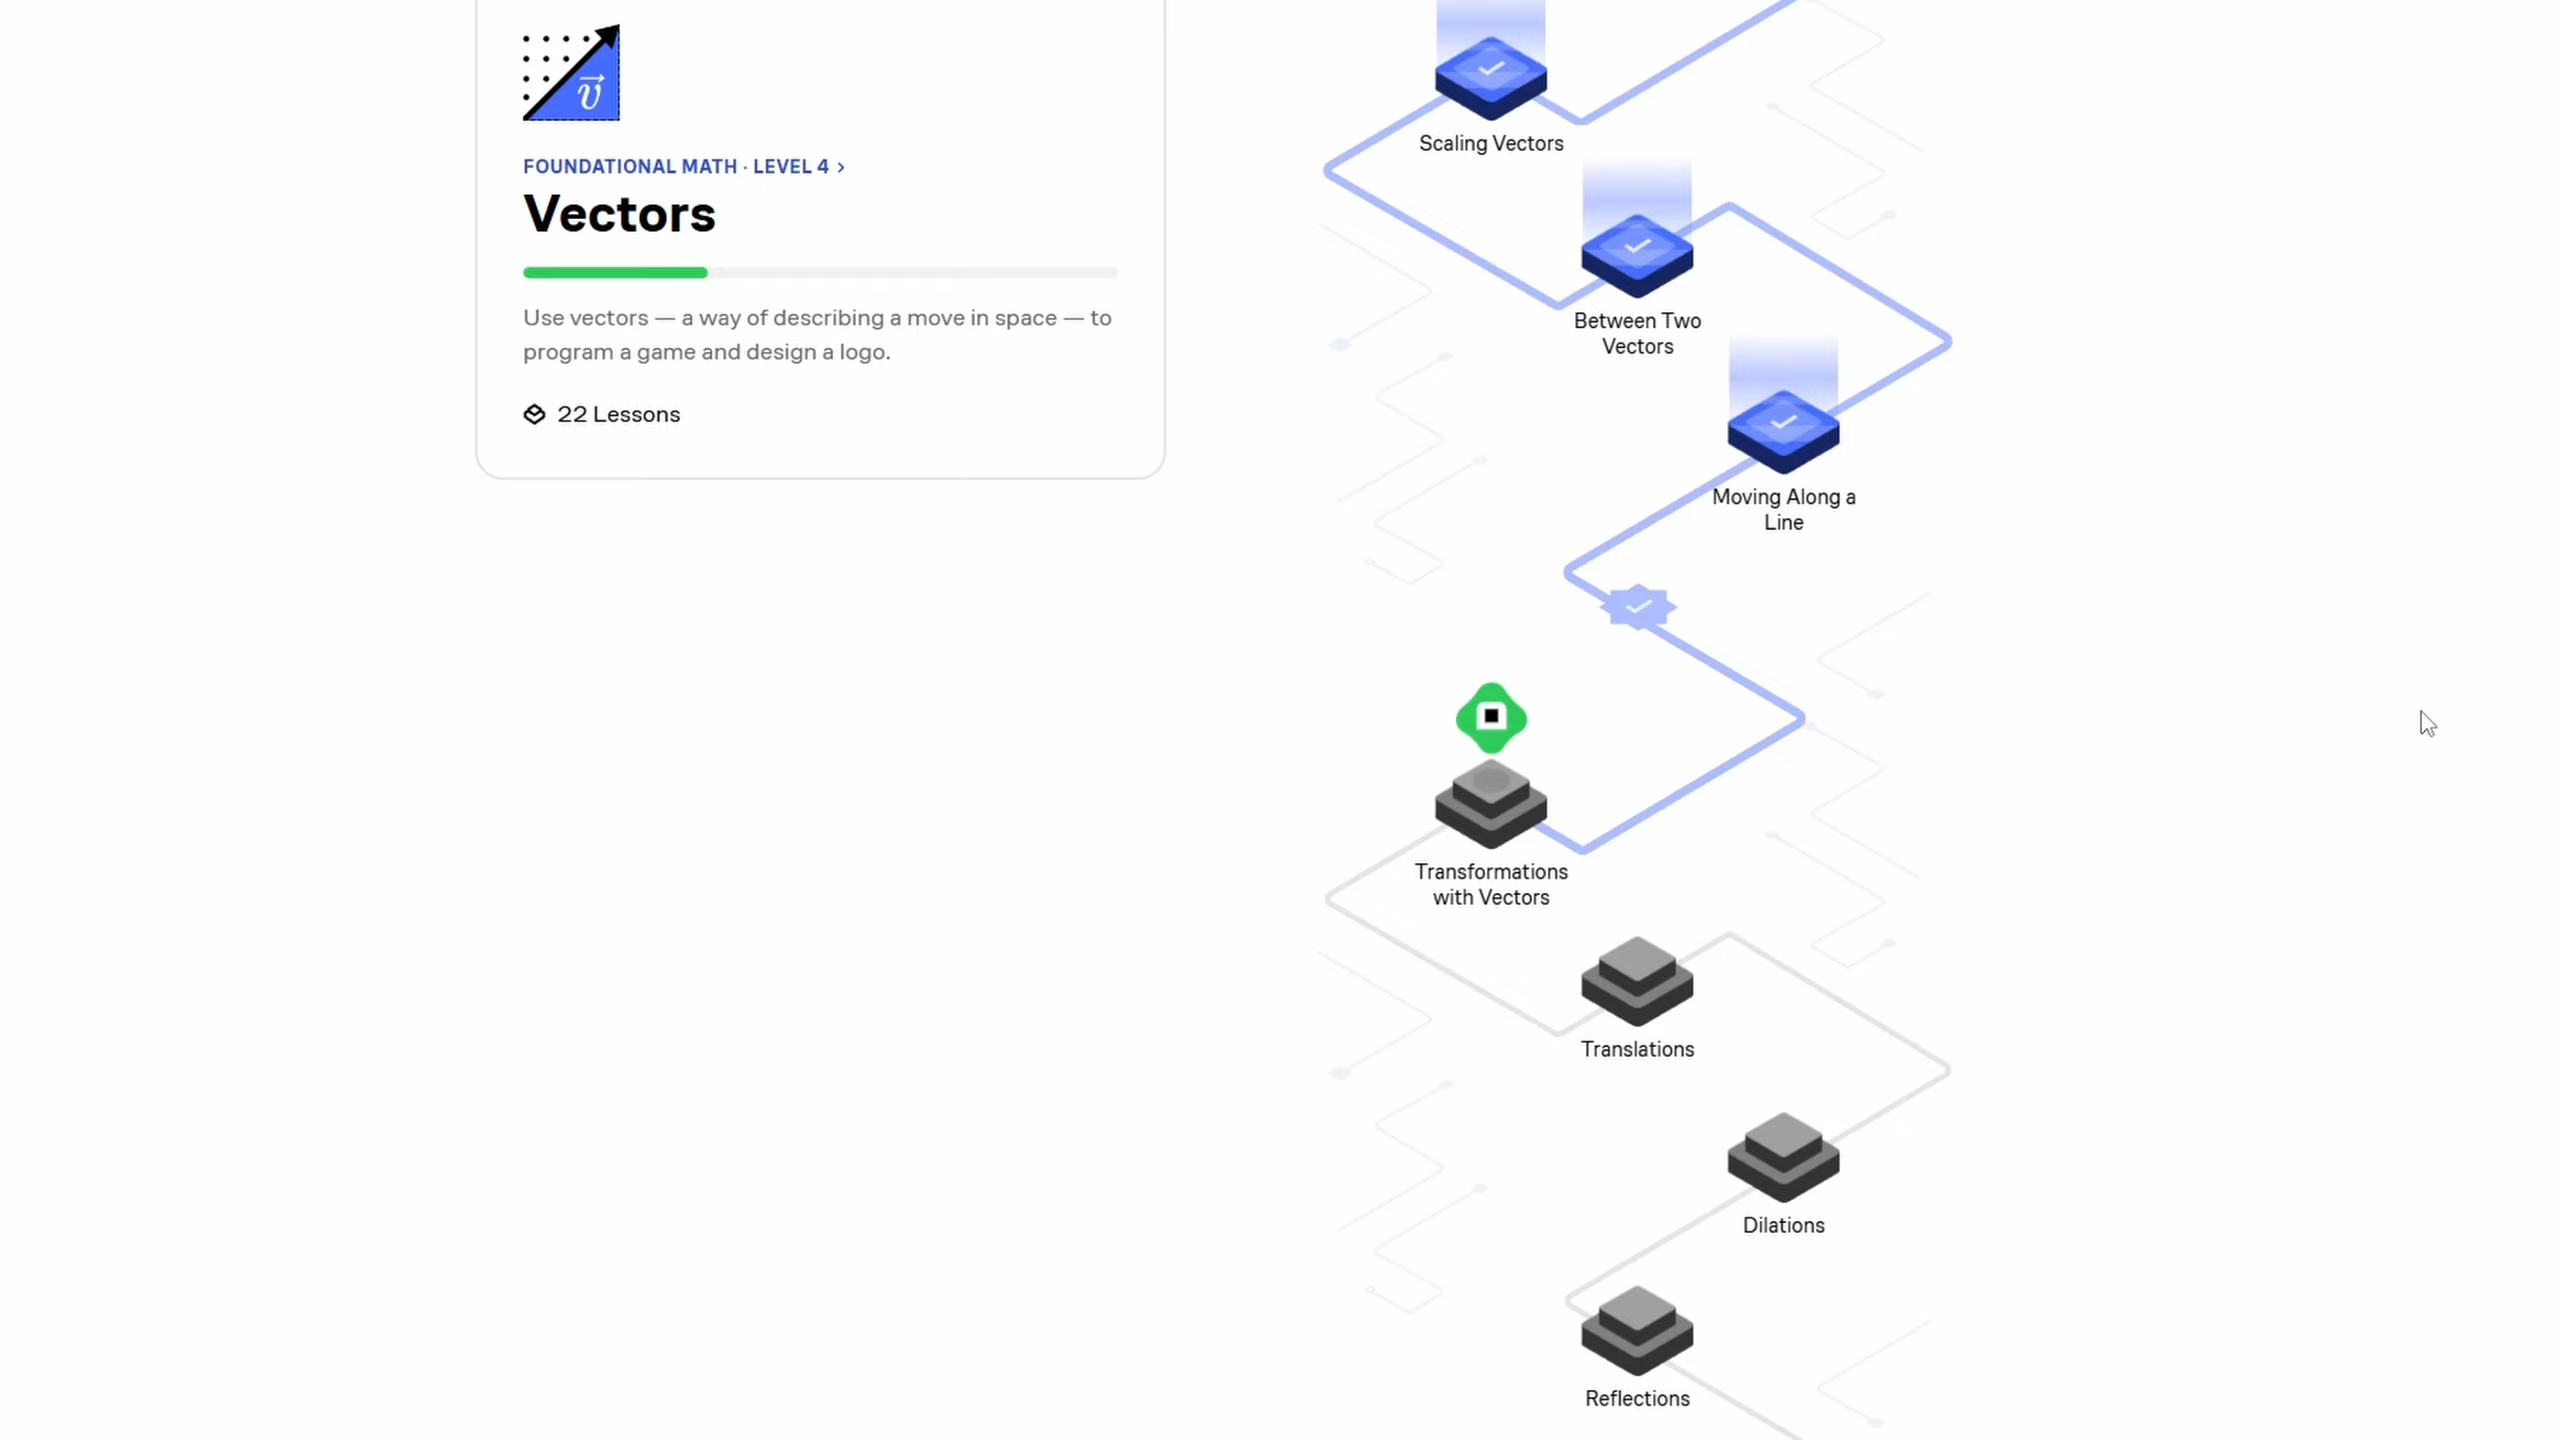 v
FOUNDATIONAL MATH · LEVEL 4 ›
Vectors
Use vectors — a way of describing a move in space — to
program a game and design a logo.
22 Lessons
Scaling Vectors
Between Two
Vectors
Moving Along a
Line
Transformations
with Vectors
Translations
Dilations
Reflections